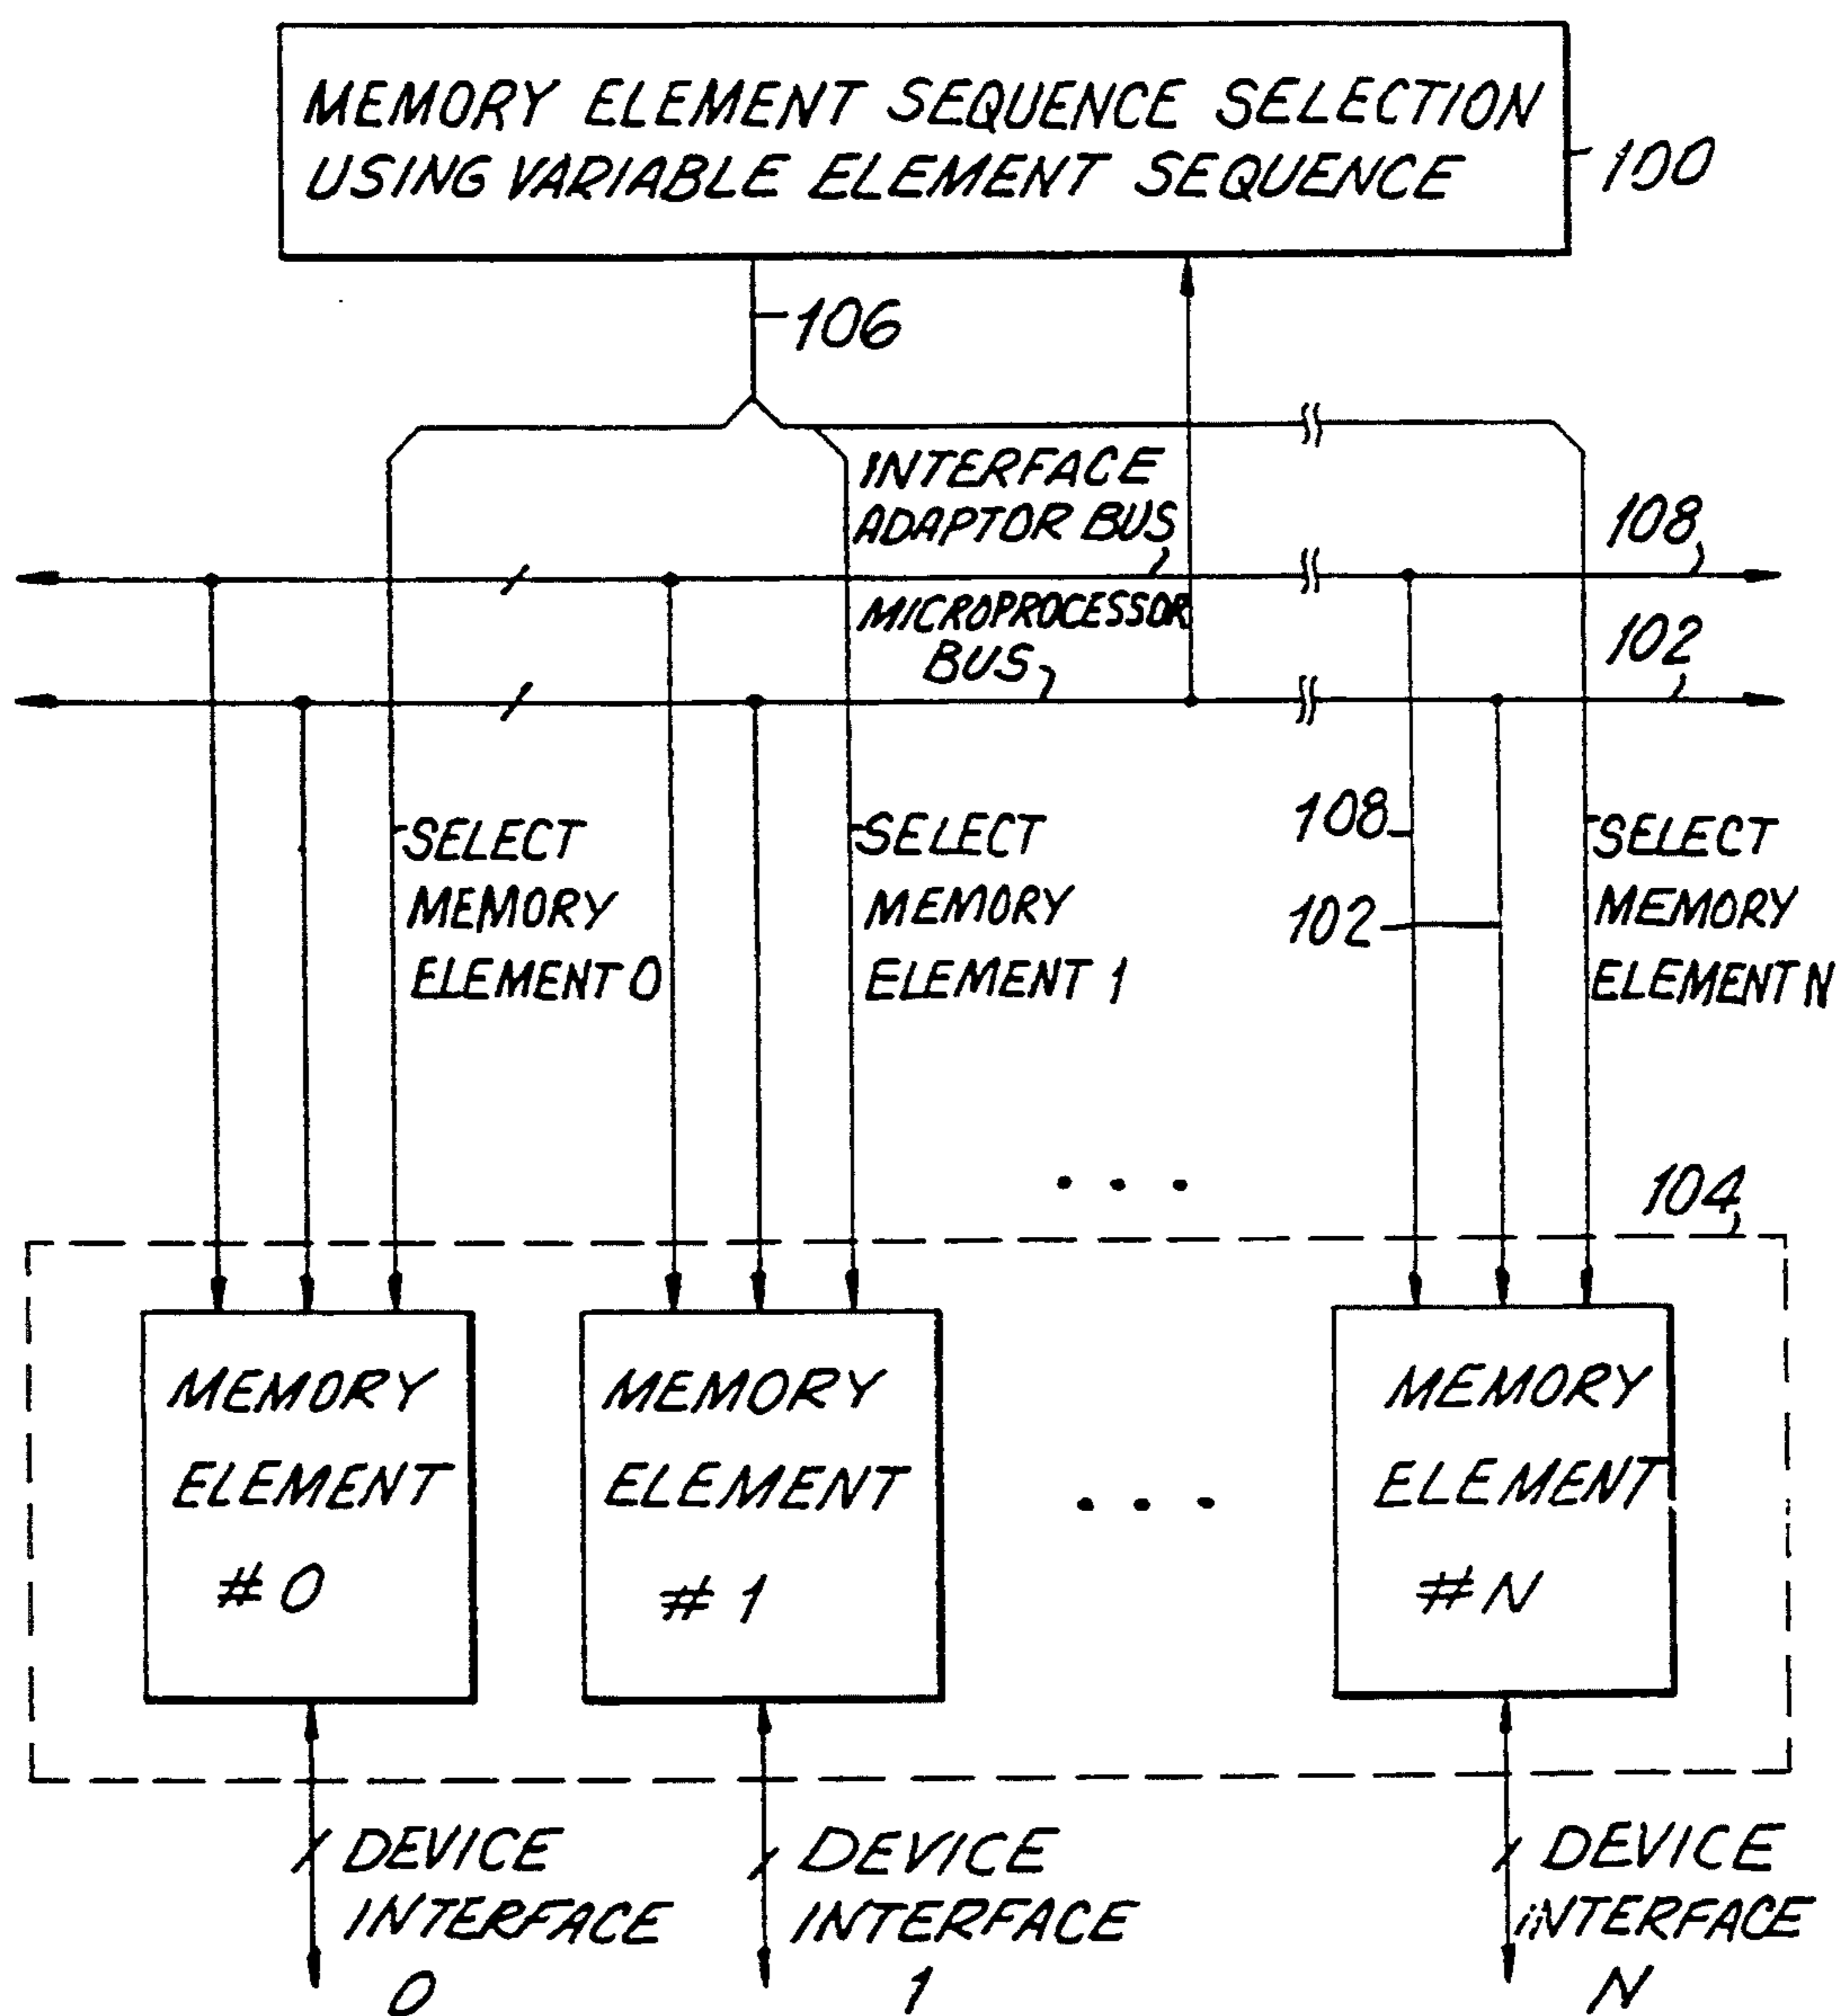 MEMORY ELEMENT SEQUENCE SELECTION
USING VARIABLE ELEMENT SEQUENCE
100
106
INTERFACE
ADAPTOR BUS
108
MICROPROCESSOR
BUS
102
SELECT
MEMORY
ELEMENT 0
SELECT
MEMORY
ELEMENT 1
108
102
SELECT
MEMORY
ELEMENT N
. . .
104
MEMORY
ELEMENT
# 0
MEMORY
ELEMENT
# 1
. . .
MEMORY
ELEMENT
# N
DEVICE
INTERFACE
0
DEVICE
INTERFACE
1
DEVICE
INTERFACE
N